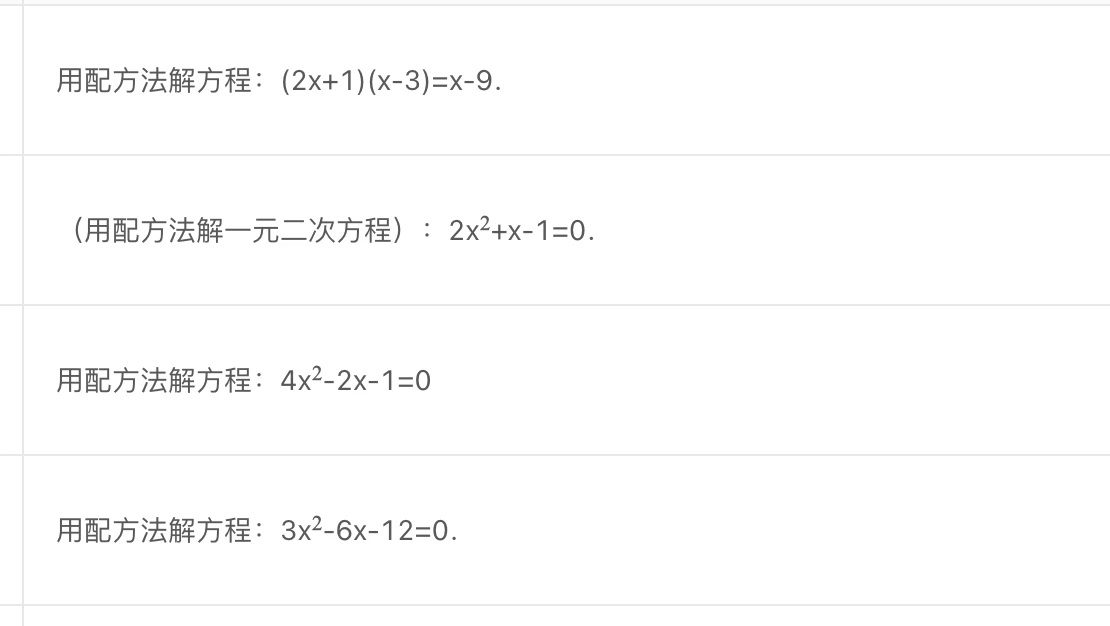 用配方法解方程：(2x+1)(x-3)=x-9.
（用配方法解一元二次方程）：2x²+x-1=0.
用配方法解方程：4x²-2x-1=0
用配方法解方程：3x²-6x-12=0.